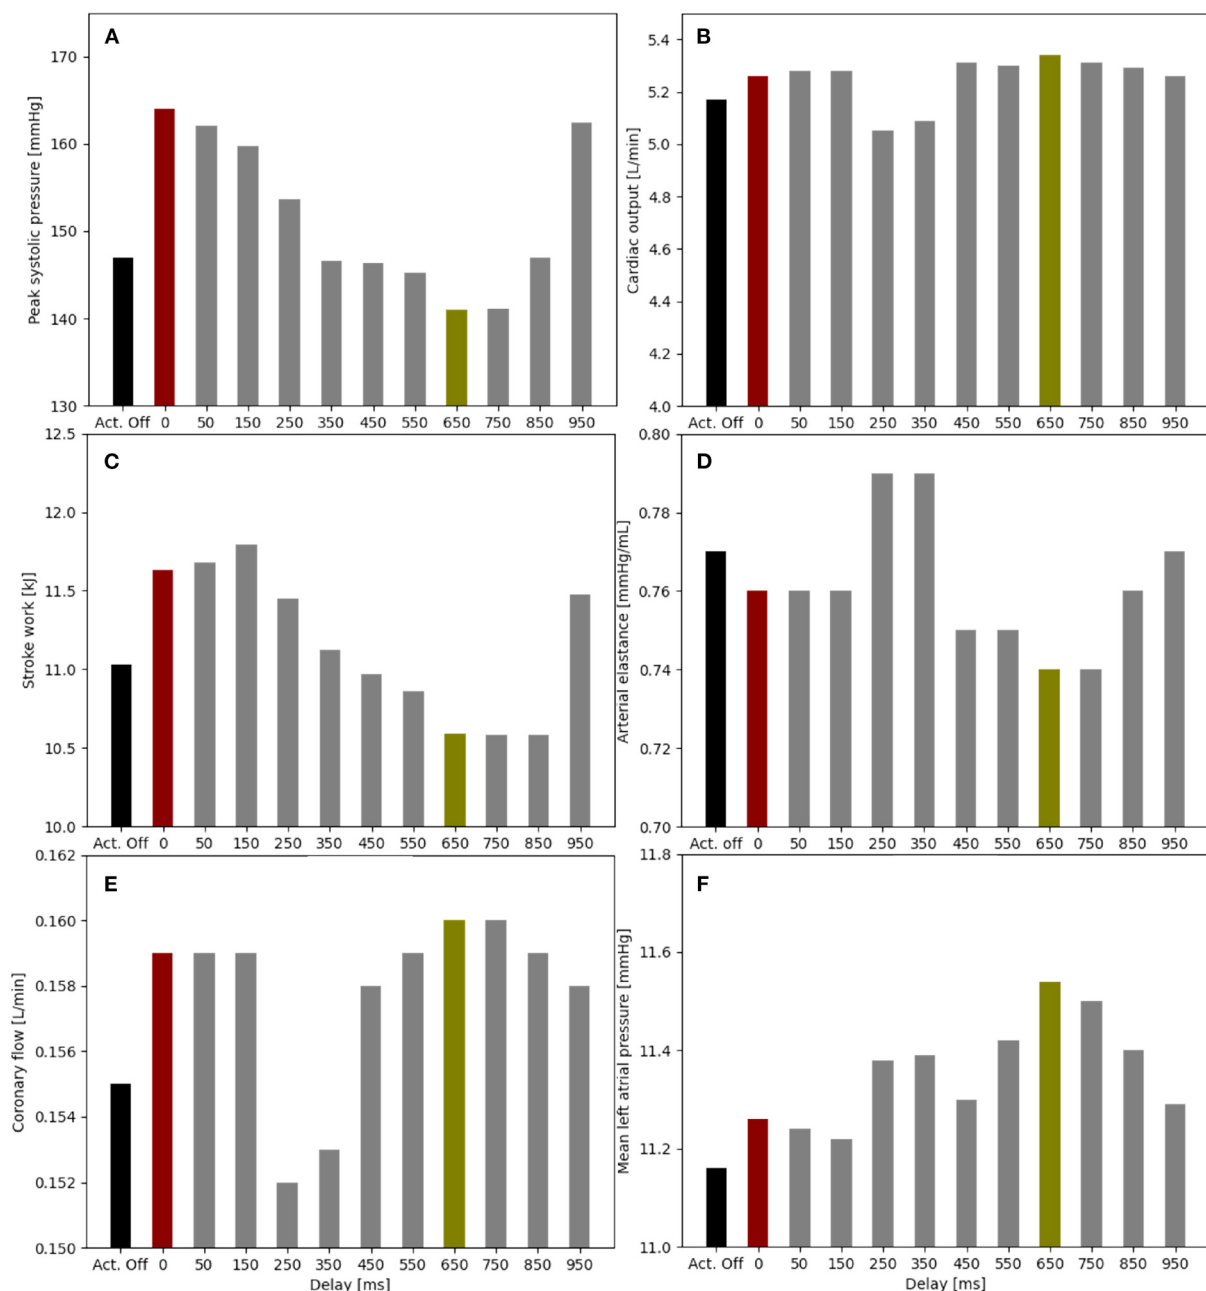 A
Peak systolic pressure [mmHg]
170
160
150
140
130
Act. Off 0 50 150 250 350 450 550 650 750 850 950
B
Cardiac output [L/min]
5.4
5.2
5.0
4.8
4.6
4.4
4.2
4.0
Act. Off 0 50 150 250 350 450 550 650 750 850 950
C
Stroke work [kJ]
12.5
12.0
11.5
11.0
10.5
10.0
Act. Off 0 50 150 250 350 450 550 650 750 850 950
D
Arterial elastance [mmHg/mL]
0.80
0.78
0.76
0.74
0.72
0.70
Act. off 0 50 150 250 350 450 550 650 750 850 950
E
Coronary flow [L/min]
0.162
0.160
0.158
0.156
0.154
0.152
0.150
Act. Off 0 50 150 250 350 450 550 650 750 850 950
Delay [ms]
F
Mean left atrial pressure [mmHg]
11.8
11.6
11.4
11.2
11.0
Act. Off 0 50 150 250 350 450 550 650 750 850 950
Delay [ms]